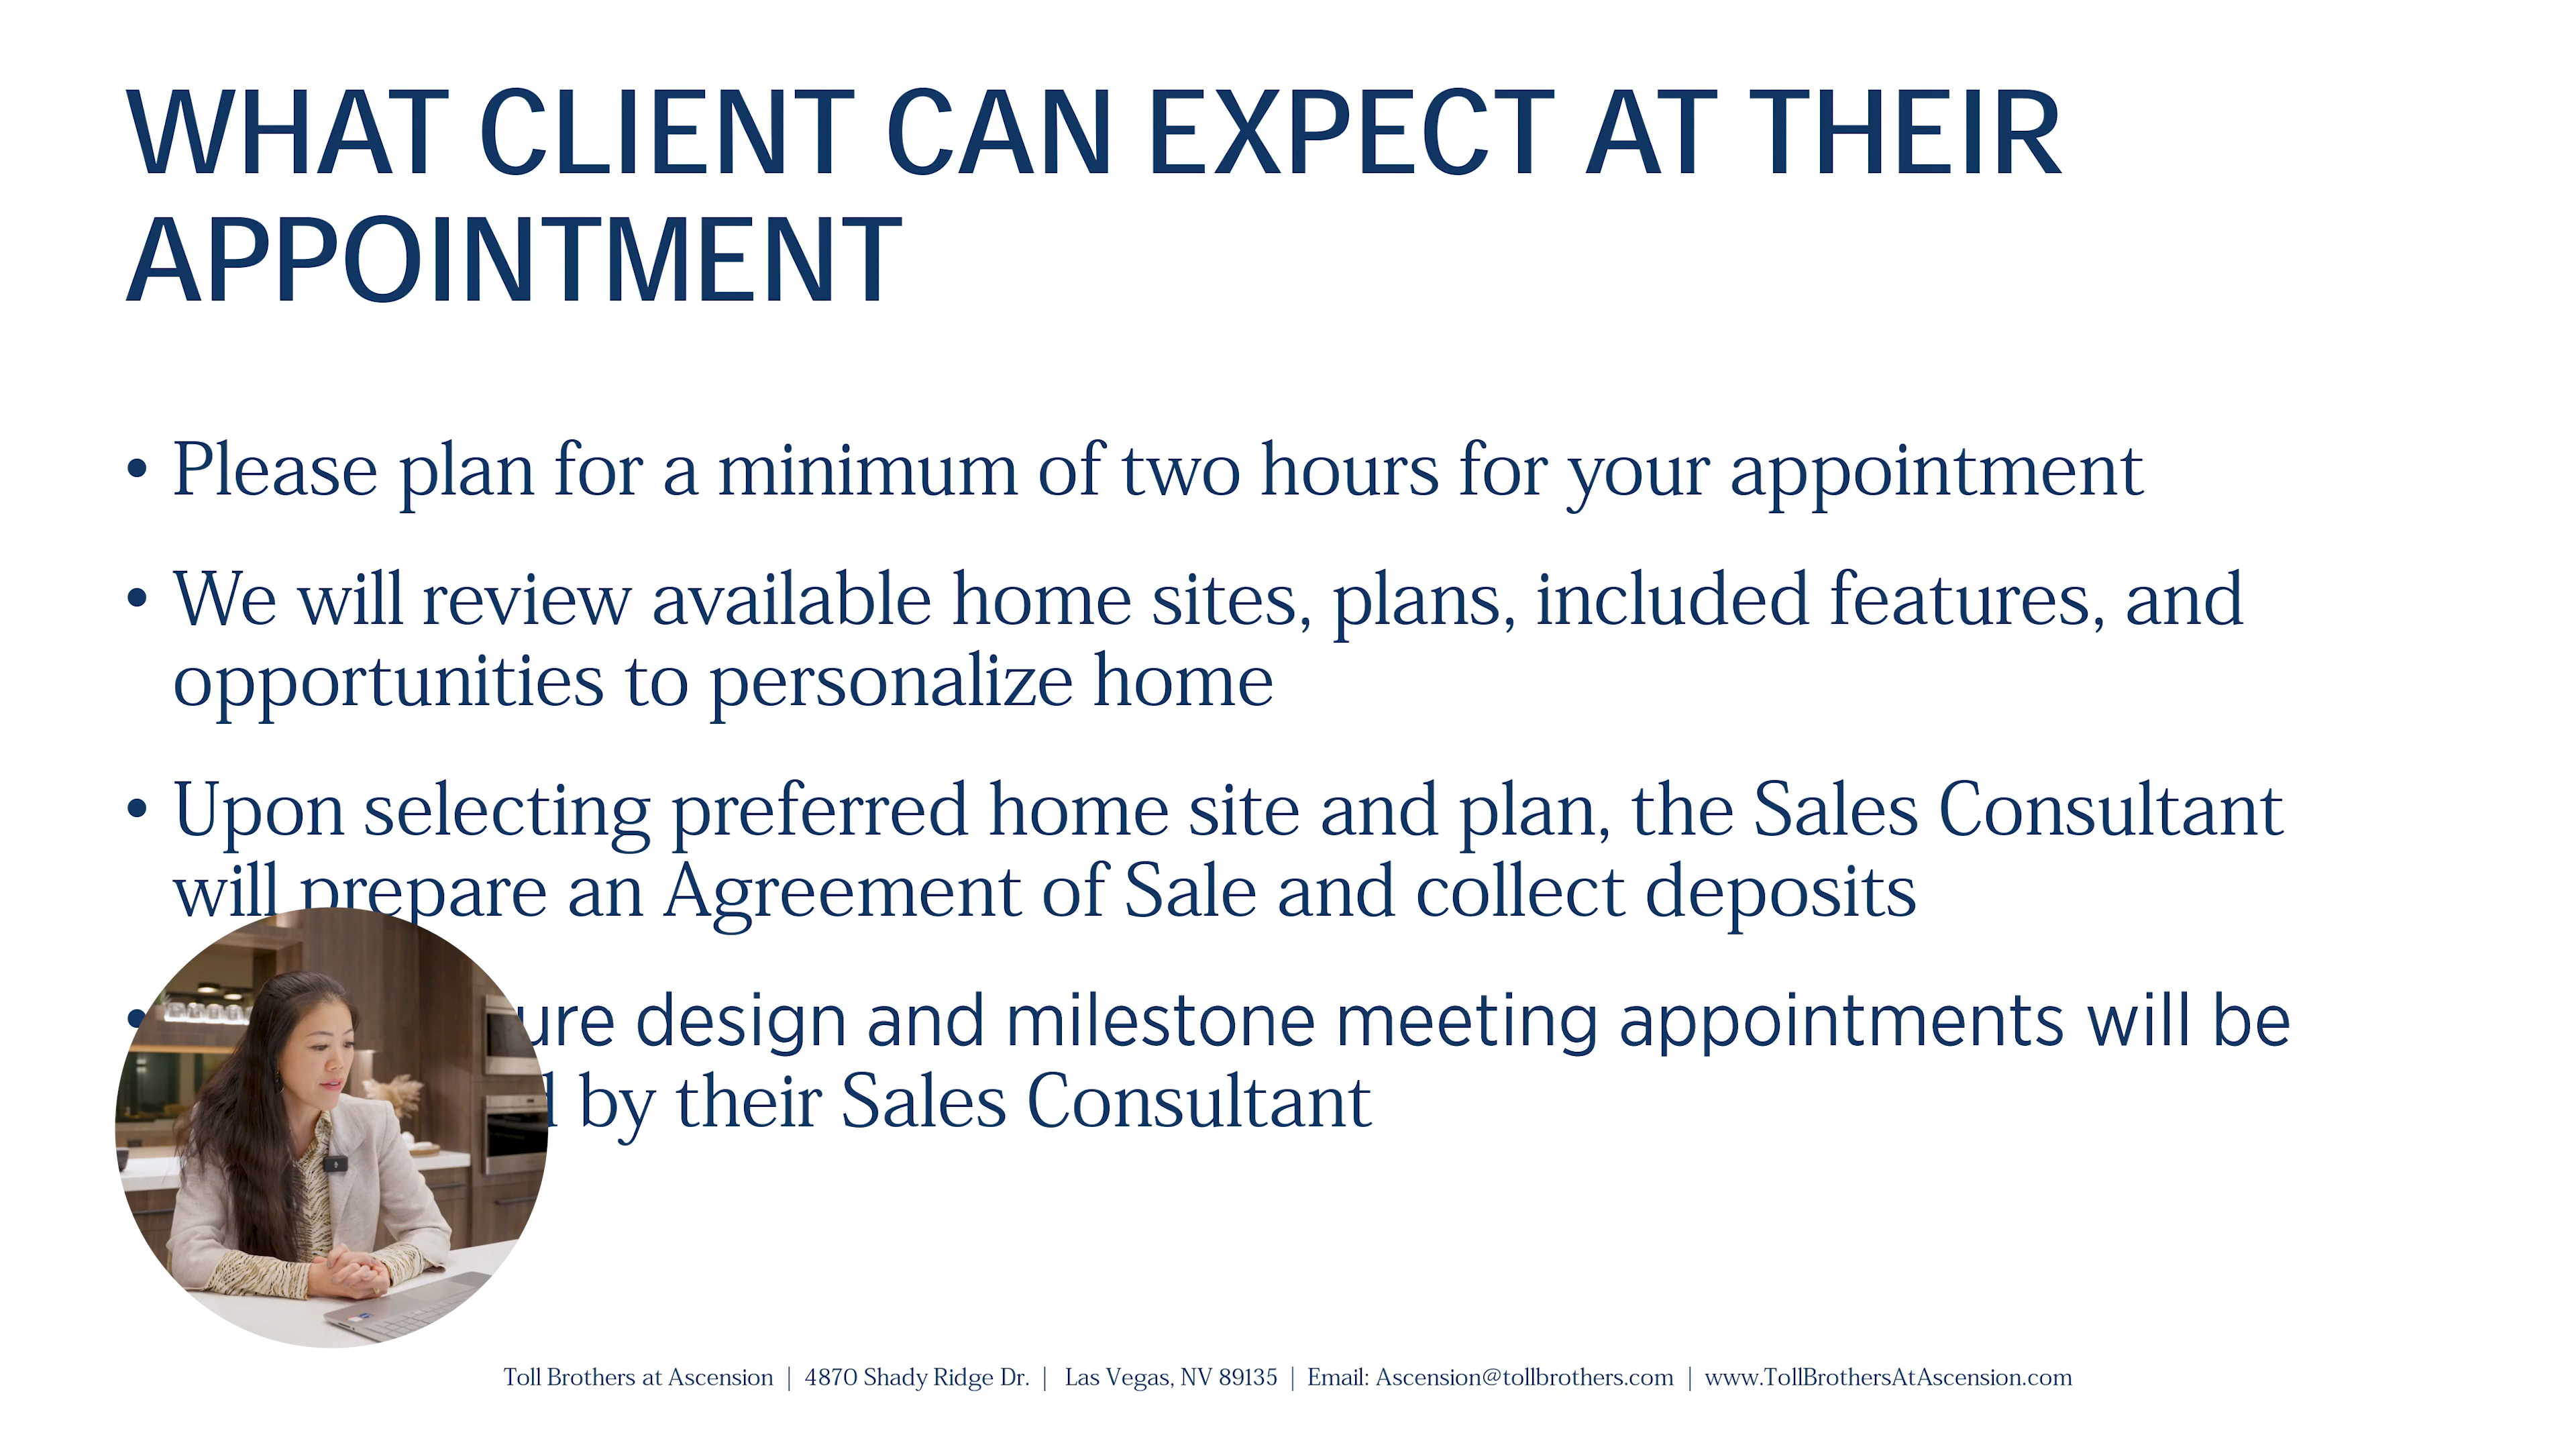 WHAT CLIENT CAN EXPECT AT THEIR
APPOINTMENT
• Please plan for a minimum of two hours for your appointment
• We will review available home sites, plans, included features, and
opportunities to personalize home
• Upon selecting preferred home site and plan, the Sales Consultant
will prepare an Agreement of Sale and collect deposits
• design and milestone meeting appointments will be
by their Sales Consultant
Toll Brothers at Ascension | 4870 Shady Ridge Dr. | Las Vegas, NV 89135 | Email: Ascension@tollbrothers.com | www.TollBrothersAtAscension.com